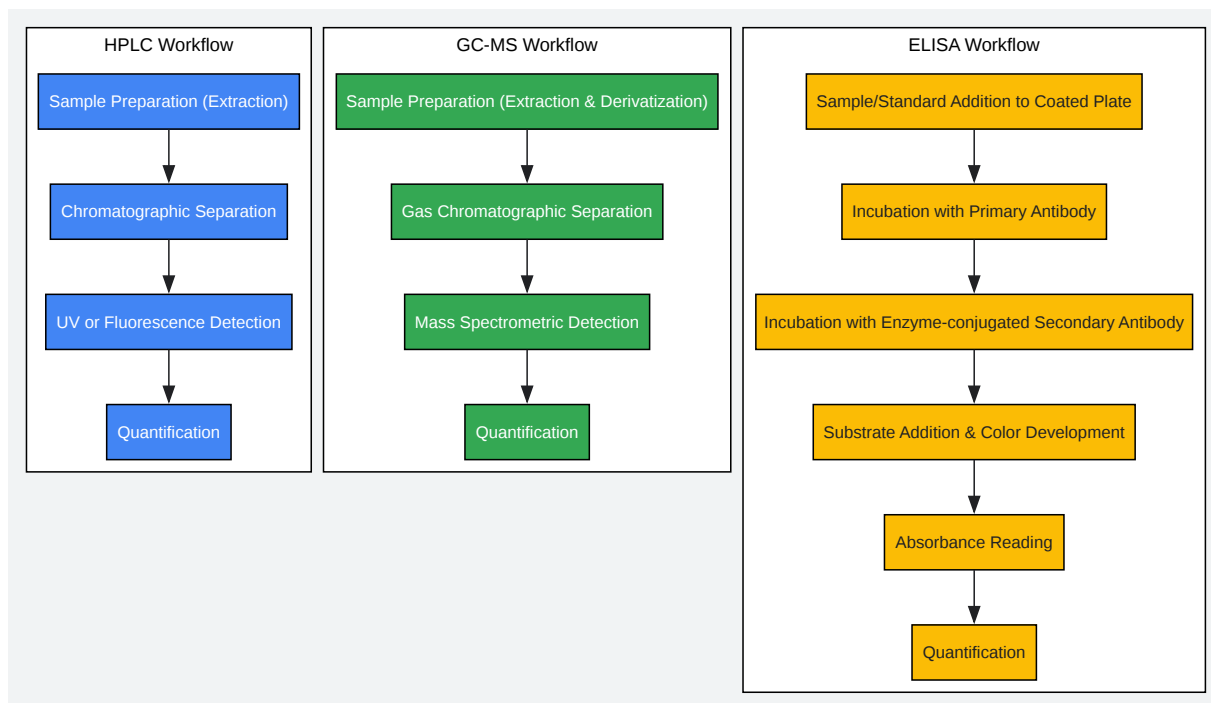 HPLC Workflow
Sample Preparation (Extraction)
Chromatographic Separation
UV or Fluorescence Detection
Quantification
GC-MS Workflow
Sample Preparation (Extraction & Derivatization)
Gas Chromatographic Separation
Mass Spectrometric Detection
Quantification
ELISA Workflow
Sample/Standard Addition to Coated Plate
Incubation with Primary Antibody
Incubation with Enzyme-conjugated Secondary Antibody
Substrate Addition & Color Development
Absorbance Reading
Quantification